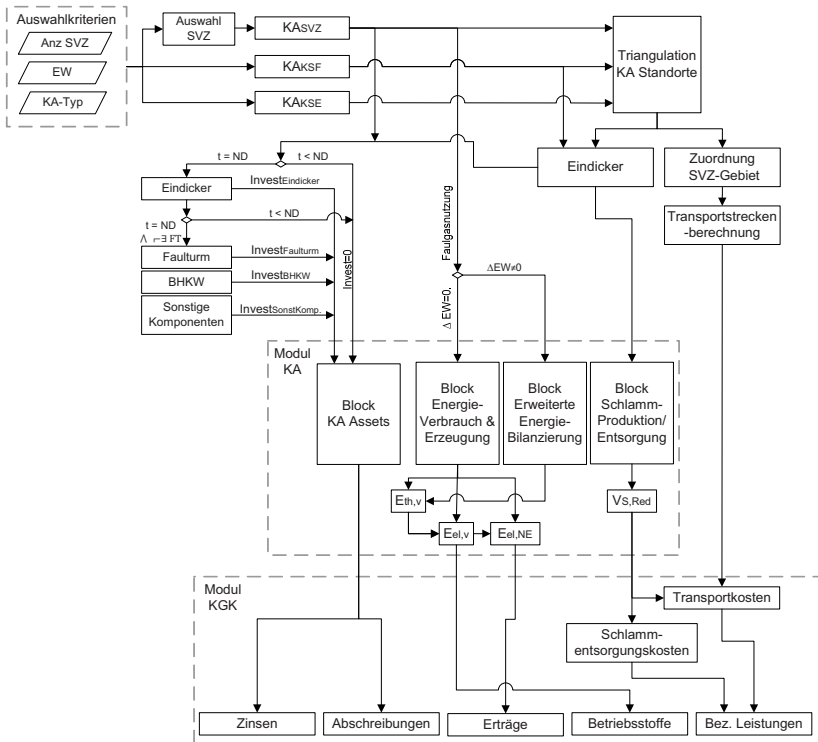 Auswahlkriterien
Anz SVZ
EW
KA-Typ
Auswahl
SVZ
KASVZ
KAKSF
KAKSE
Triangulation
KA Standorte
t = ND
t < ND
Eindicker
InvestEindicker
t < ND
t = ND
Λ ⌐∃ FT
Faulturm
InvestFaulturm
BHKW
InvestBHKW
Sonstige
Komponenten
InvestSonstKomp.
Invest=0
Faulgasnutzung
ΔEW≠0
Δ EW=0.
Eindicker
Zuordnung
SVZ-Gebiet
Transportstrecken
-berechnung
Modul
KA
Block
KA Assets
Block
Energie-
Verbrauch &
Erzeugung
Block
Erweiterte
Energie-
Bilanzierung
Block
Schlamm-
Produktion/
Entsorgung
Eth,v
Eel,v
Eel,NE
VS,Red
Modul
KGK
Transportkosten
Schlamm-
entsorgungskosten
Zinsen
Abschreibungen
Erträge
Betriebsstoffe
Bez. Leistungen